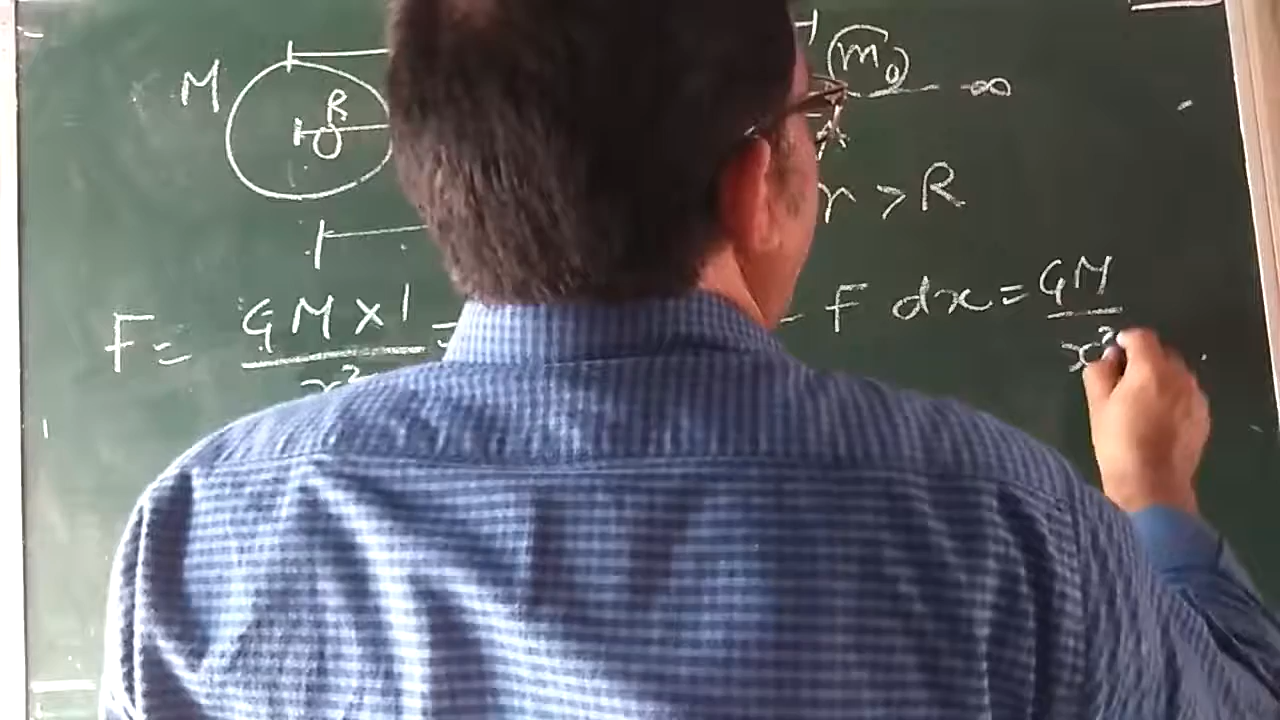 M R O m₀ ∞
r > R
F = GM×1/x² = F dx = GM/x²